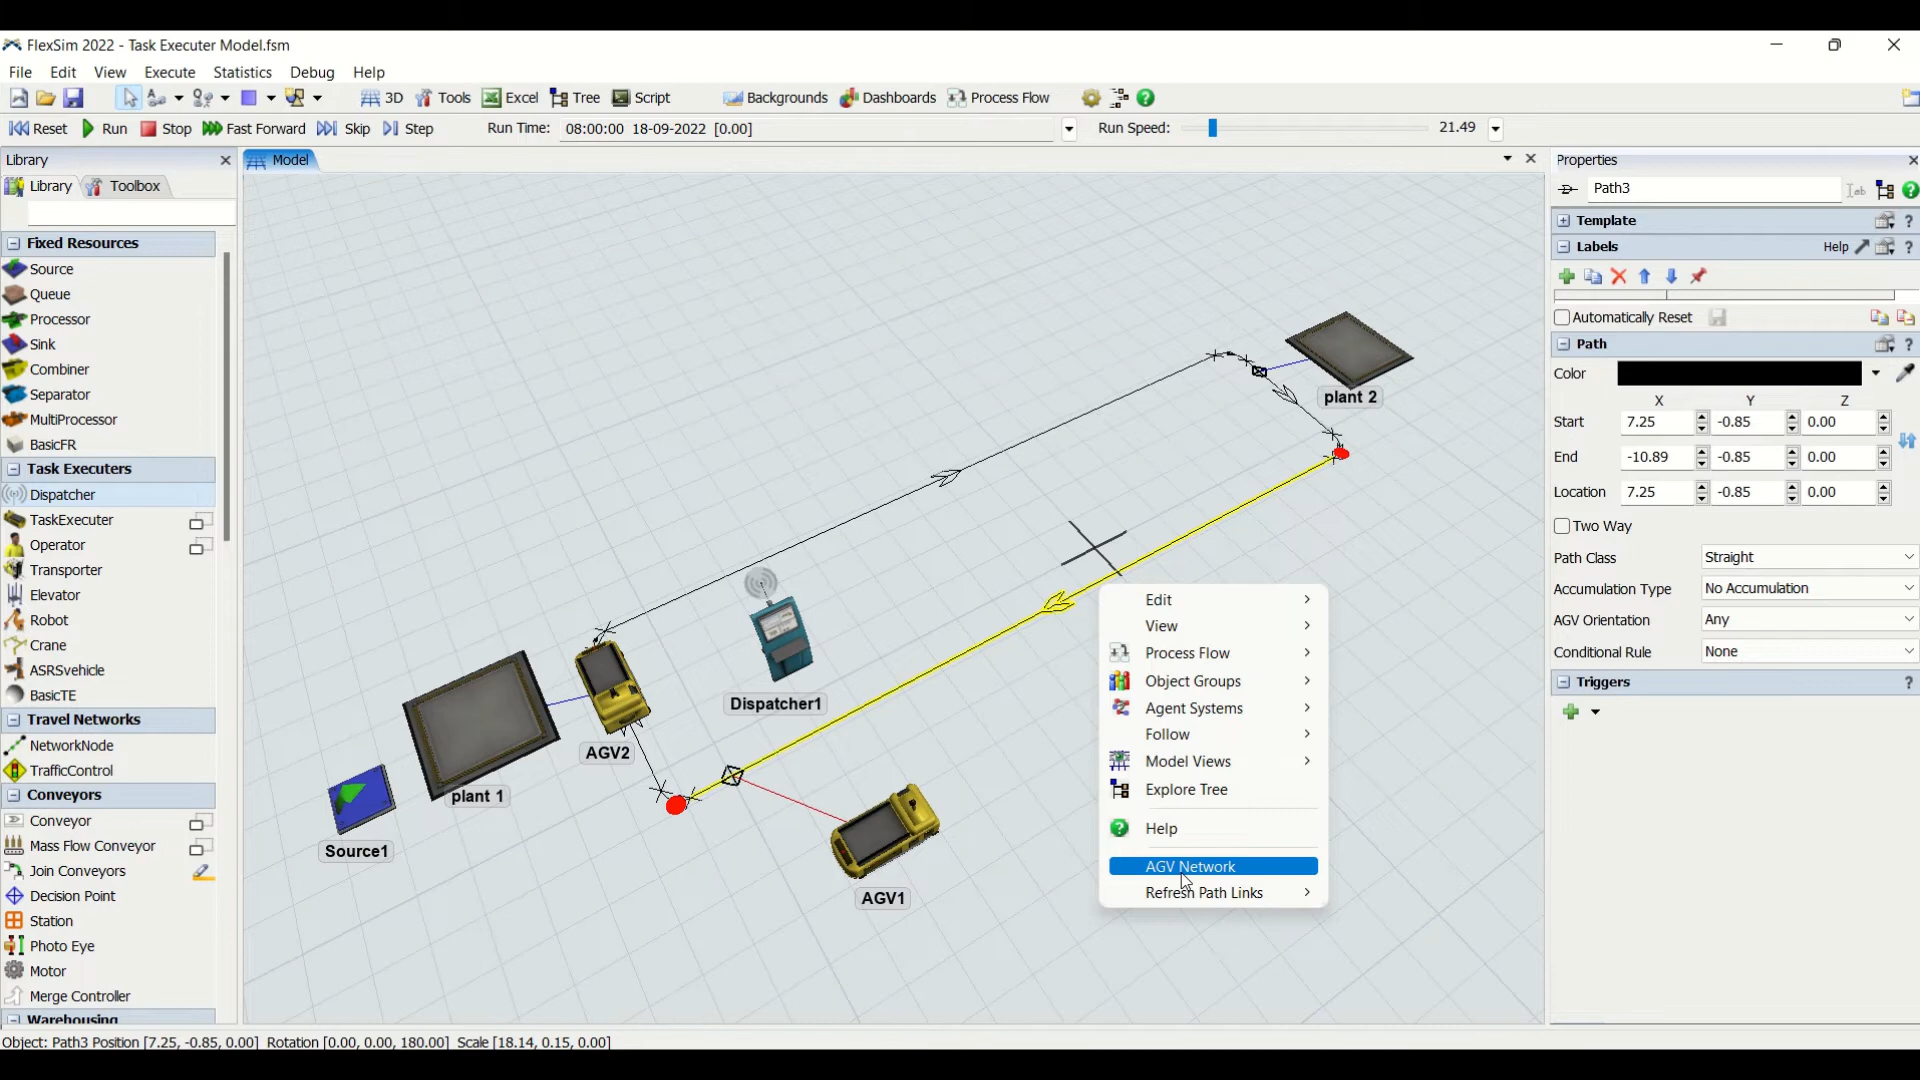 FlexSim 2022 - Task Executer Model.fsm
File Edit View Execute Statistics Debug Help
3D Tools Excel Tree Script Backgrounds Dashboards Process Flow
Reset Run Stop Fast Forward Skip Step Run Time: 08:00:00 18-09-2022 [0.00] Run Speed: 21.49
Library
Library Toolbox
Fixed Resources
Source
Queue
Processor
Sink
Combiner
Separator
MultiProcessor
BasicFR
Task Executers
Dispatcher
TaskExecuter
Operator
Transporter
Elevator
Robot
Crane
ASRSvehicle
BasicTE
Travel Networks
NetworkNode
TrafficControl
Conveyors
Conveyor
Mass Flow Conveyor
Join Conveyors
Decision Point
Station
Photo Eye
Motor
Merge Controller
Warehousing
Model
plant 2
Dispatcher1
AGV2
plant 1
Source1
AGV1
Edit
View
Process Flow
Object Groups
Agent Systems
Follow
Model Views
Explore Tree
Help
AGV Network
Refresh Path Links
Properties
Path3
Template
Labels Help
Automatically Reset
Path
Color
X Y Z
Start 7.25 -0.85 0.00
End -10.89 -0.85 0.00
Location 7.25 -0.85 0.00
Two Way
Path Class Straight
Accumulation Type No Accumulation
AGV Orientation Any
Conditional Rule None
Triggers
Object: Path3 Position [7.25, -0.85, 0.00] Rotation [0.00, 0.00, 180.00] Scale [18.14, 0.15, 0.00]